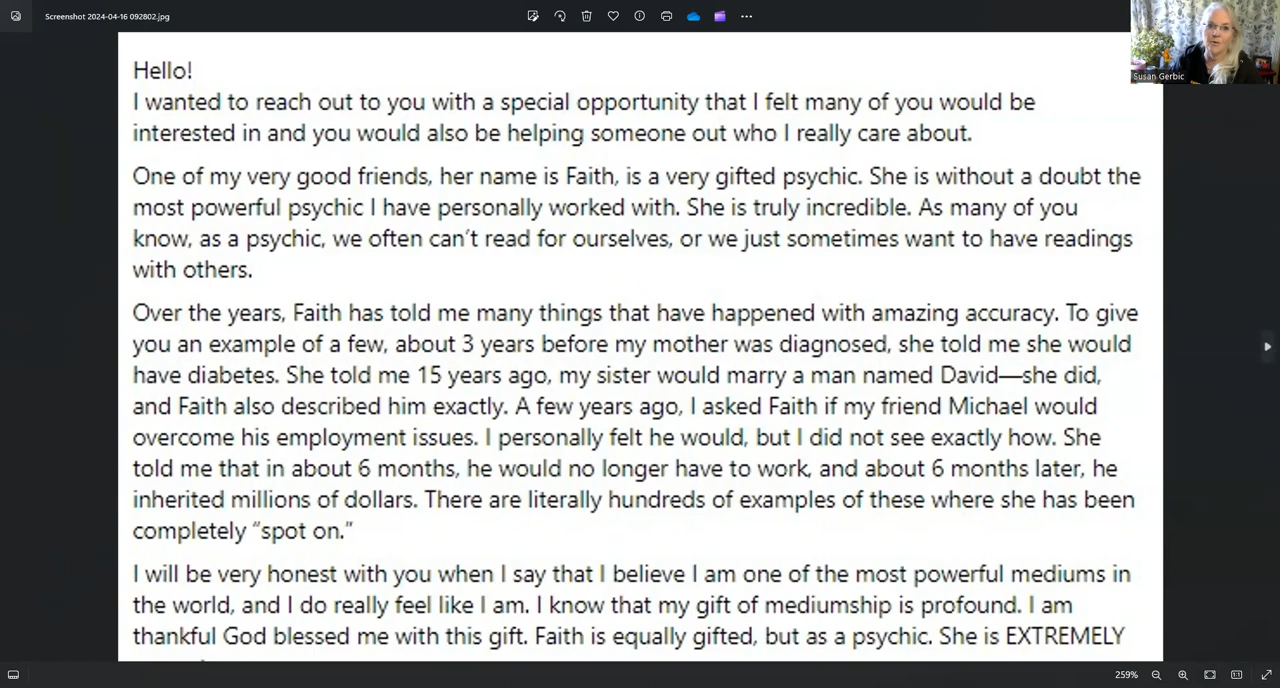 Screenshot 2024-04-16 092802.jpg
Susan Gerbic
Hello!
I wanted to reach out to you with a special opportunity that I felt many of you would be
interested in and you would also be helping someone out who I really care about.
One of my very good friends, her name is Faith, is a very gifted psychic. She is without a doubt the
most powerful psychic I have personally worked with. She is truly incredible. As many of you
know, as a psychic, we often can't read for ourselves, or we just sometimes want to have readings
with others.
Over the years, Faith has told me many things that have happened with amazing accuracy. To give
you an example of a few, about 3 years before my mother was diagnosed, she told me she would
have diabetes. She told me 15 years ago, my sister would marry a man named David—she did,
and Faith also described him exactly. A few years ago, I asked Faith if my friend Michael would
overcome his employment issues. I personally felt he would, but I did not see exactly how. She
told me that in about 6 months, he would no longer have to work, and about 6 months later, he
inherited millions of dollars. There are literally hundreds of examples of these where she has been
completely “spot on.”
I will be very honest with you when I say that I believe I am one of the most powerful mediums in
the world, and I do really feel like I am. I know that my gift of mediumship is profound. I am
thankful God blessed me with this gift. Faith is equally gifted, but as a psychic. She is EXTREMELY
259%